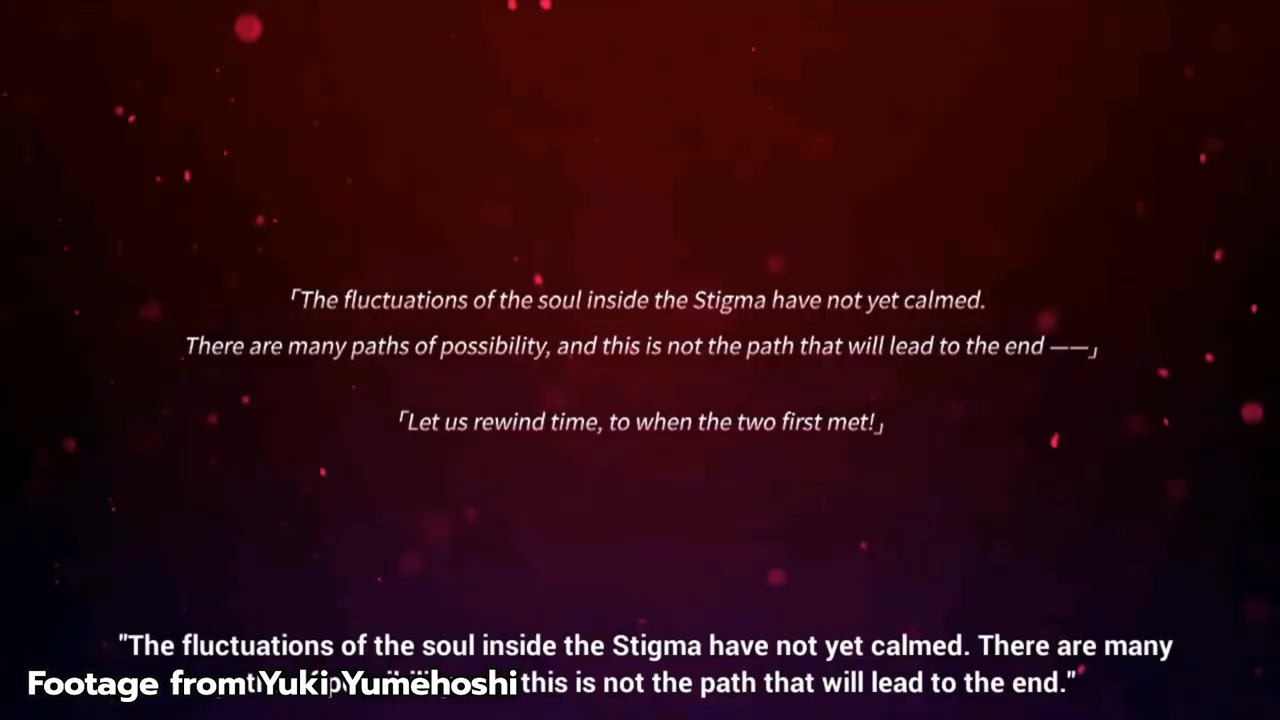 「The fluctuations of the soul inside the Stigma have not yet calmed.
There are many paths of possibility, and this is not the path that will lead to the end ——」
「Let us rewind time, to when the two first met!」
"The fluctuations of the soul inside the Stigma have not yet calmed. There are many
this is not the path that will lead to the end."
Footage from Yuki Yumehoshi